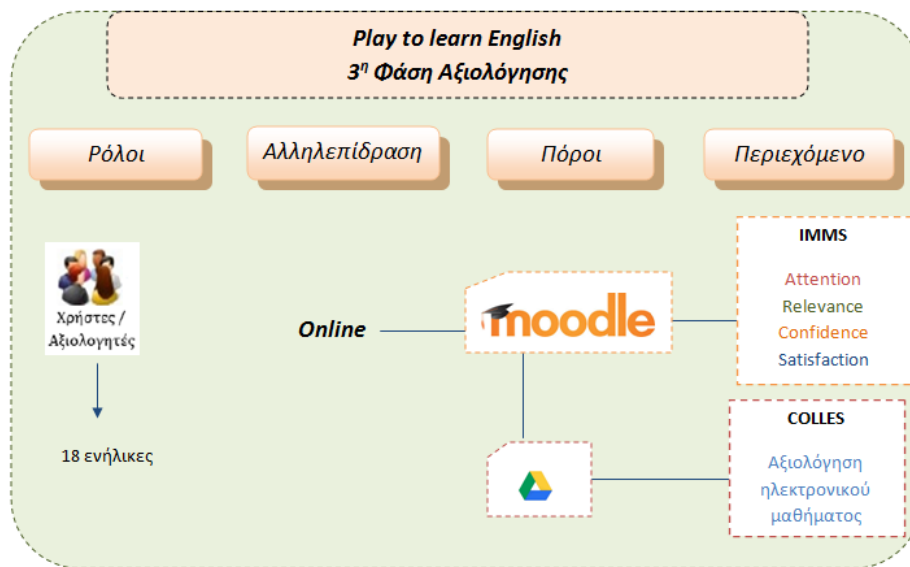 Play to learn English
3η Φάση Αξιολόγησης
Ρόλοι
Αλληλεπίδραση
Πόροι
Περιεχόμενο
Χρήστες /
Αξιολογητές
18 ενήλικες
Online
moodle
IMMS
Attention
Relevance
Confidence
Satisfaction
COLLES
Αξιολόγηση
ηλεκτρονικού
μαθήματος